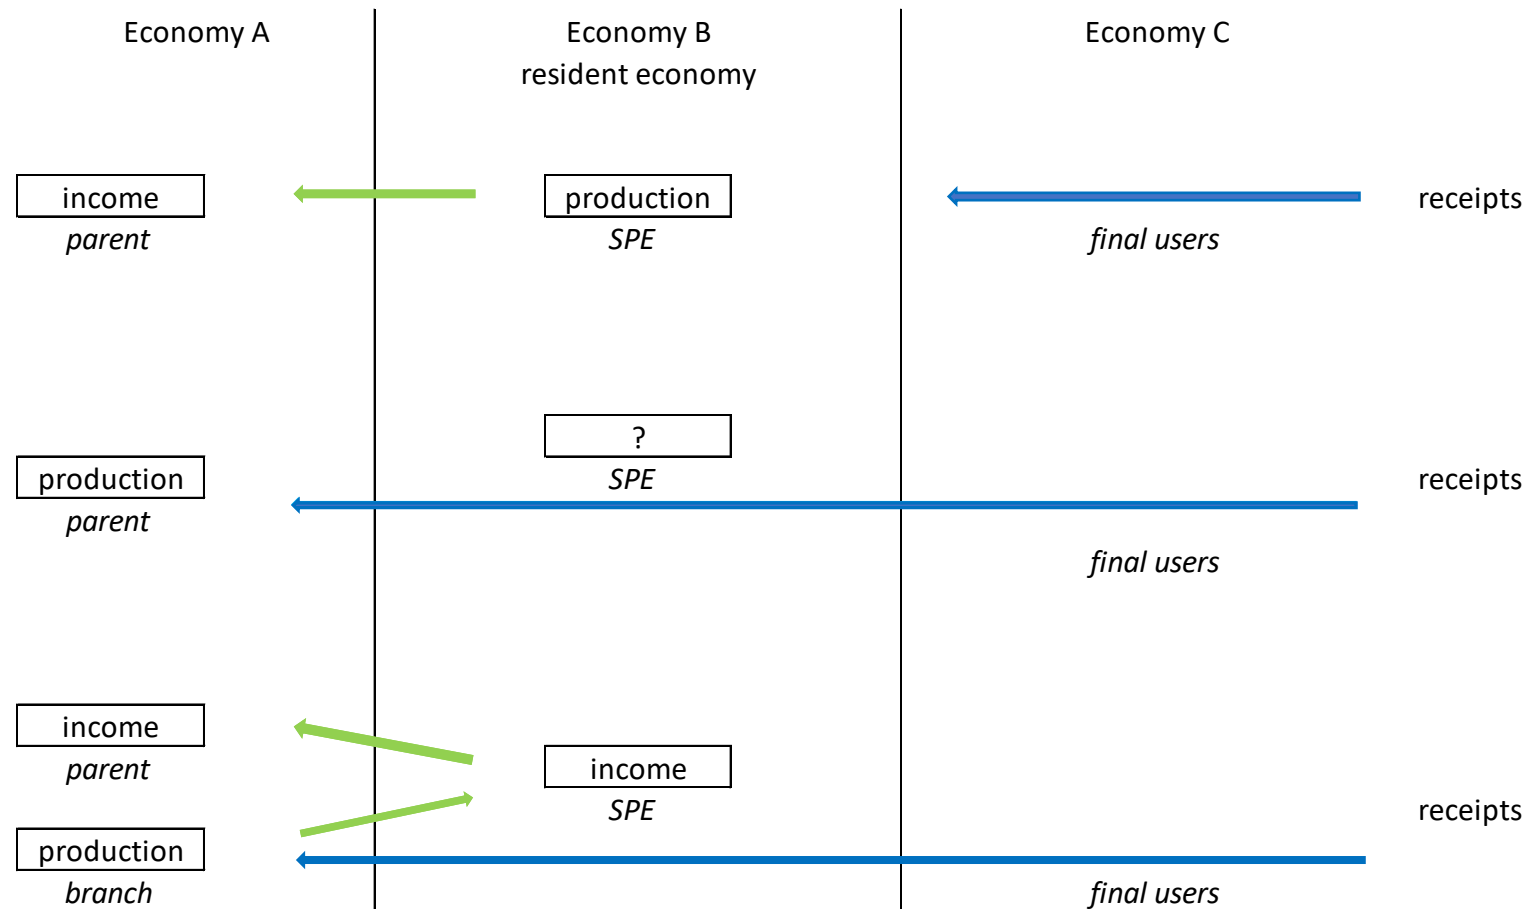 Economy A
Economy B
resident economy
Economy C
income
parent
production
SPE
final users
receipts
?
SPE
production
parent
receipts
final users
income
parent
income
SPE
receipts
production
branch
final users